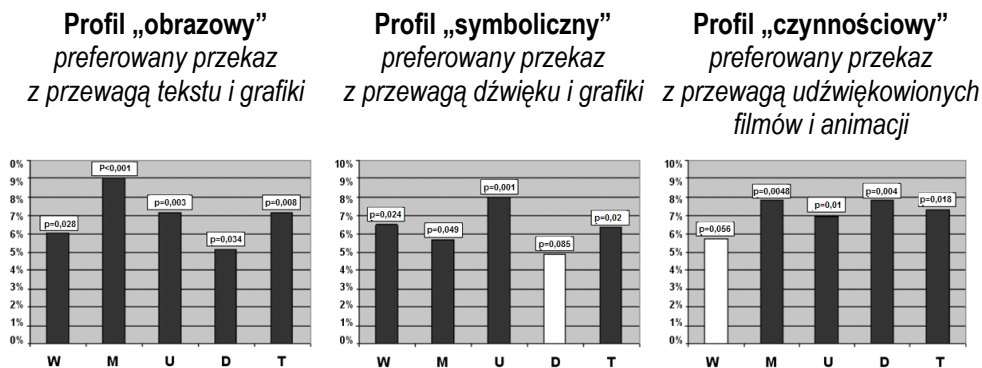 Profil „obrazowy”
preferowany przekaz
z przewagą tekstu i grafiki
Profil „symboliczny”
preferowany przekaz
z przewagą dźwięku i grafiki
Profil „czynnościowy”
preferowany przekaz
z przewagą udźwiękowionych
filmów i animacji
0%
9%
8%
7%
6%
5%
4%
3%
2%
1%
0%
p=0,028
P<0,001
p=0,003
p=0,034
p=0,008
W M U D T
10%
9%
8%
7%
6%
5%
4%
3%
2%
1%
0%
p=0,024
p=0,049
p=0,001
p=0,085
p=0,02
W M U D T
10%
9%
8%
7%
6%
5%
4%
3%
2%
1%
0%
p=0,056
p=0,0048
p=0,01
p=0,004
p=0,018
W M U D T